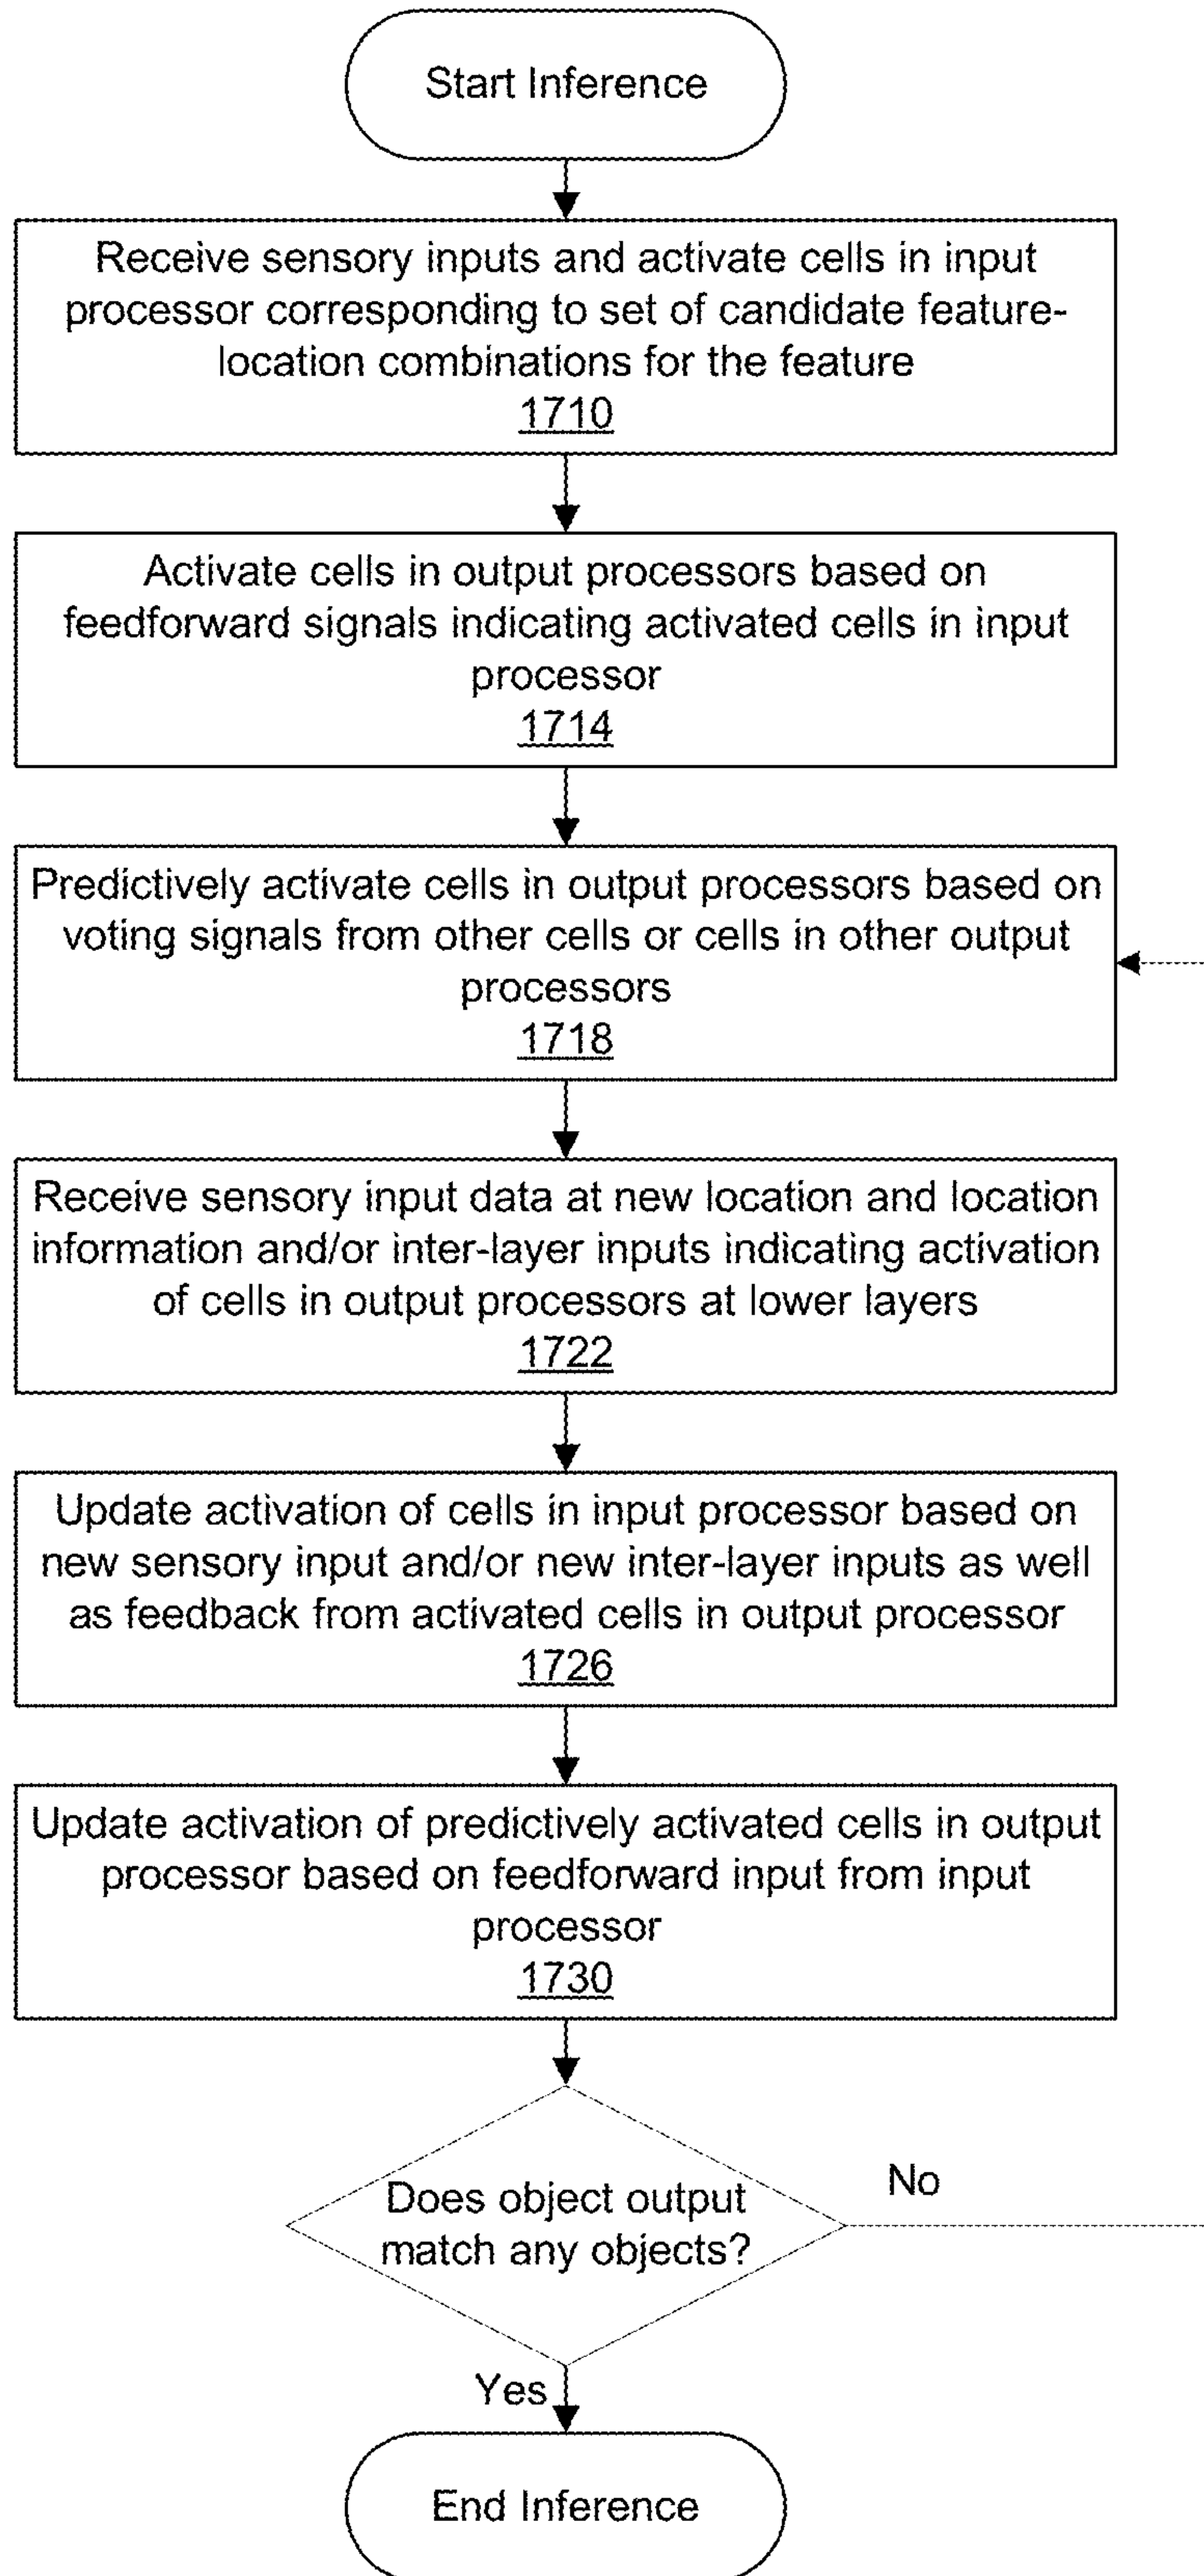 Start Inference
Receive sensory inputs and activate cells in input
processor corresponding to set of candidate feature-
location combinations for the feature
1710
Activate cells in output processors based on
feedforward signals indicating activated cells in input
processor
1714
Predictively activate cells in output processors based on
voting signals from other cells or cells in other output
processors
1718
Receive sensory input data at new location and location
information and/or inter-layer inputs indicating activation
of cells in output processors at lower layers
1722
Update activation of cells in input processor based on
new sensory input and/or new inter-layer inputs as well
as feedback from activated cells in output processor
1726
Update activation of predictively activated cells in output
processor based on feedforward input from input
processor
1730
Does object output
match any objects?
No
Yes
End Inference